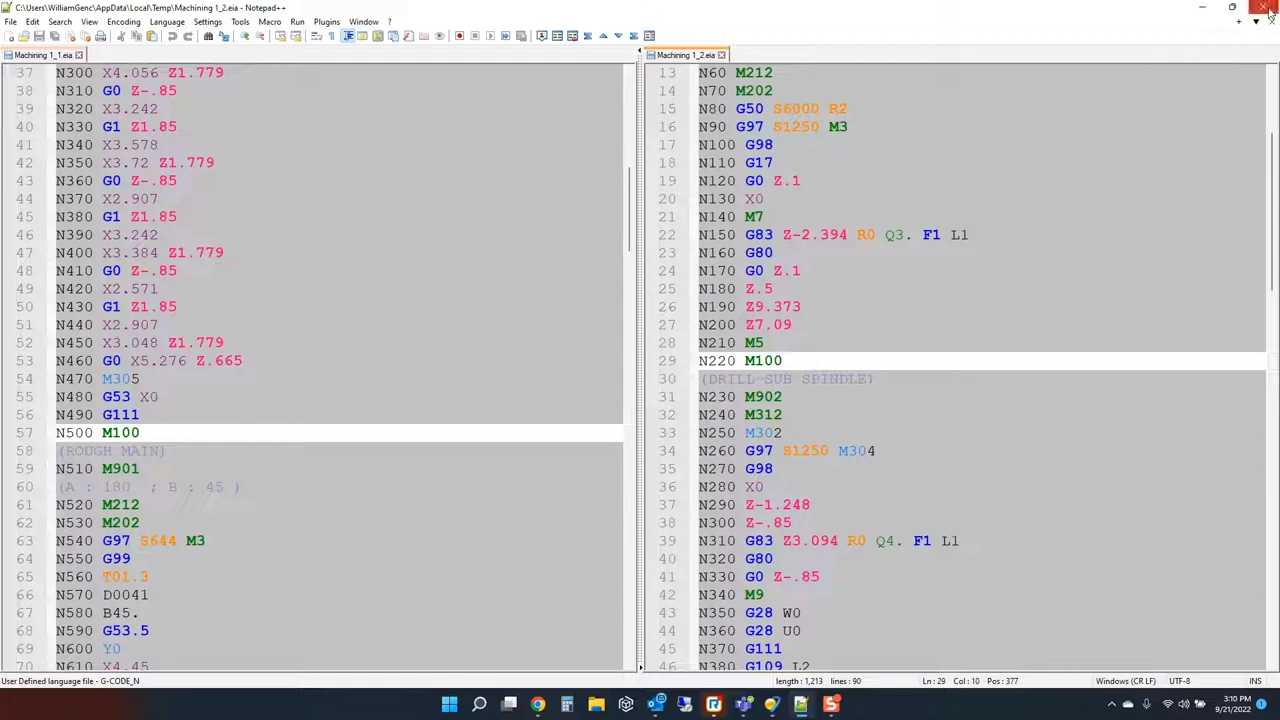 C:\Users\WilliamGenc\AppData\Local\Temp\Machining 1_2.eia - Notepad++
File Edit Search View Encoding Language Settings Tools Macro Run Plugins Window ?
Machining 1_1.eia
37 N300 X4.056 Z1.779
38 N310 G0 Z-.85
39 N320 X3.242
40 N330 G1 Z1.85
41 N340 X3.578
42 N350 X3.72 Z1.779
43 N360 G0 Z-.85
44 N370 X2.907
45 N380 G1 Z1.85
46 N390 X3.242
47 N400 X3.384 Z1.779
48 N410 G0 Z-.85
49 N420 X2.571
50 N430 G1 Z1.85
51 N440 X2.907
52 N450 X3.048 Z1.779
53 N460 G0 X5.276 Z.665
54 N470 M305
55 N480 G53 X0
56 N490 G111
57 N500 M100
58 (ROUGH MAIN)
59 N510 M901
60 (A : 180 ; B : 45 )
61 N520 M212
62 N530 M202
63 N540 G97 S644 M3
64 N550 G99
65 N560 T01.3
66 N570 D0041
67 N580 B45.
68 N590 G53.5
69 N600 Y0
70 N610 X4.45
Machining 1_2.eia
13 N60 M212
14 N70 M202
15 N80 G50 S6000 R2
16 N90 G97 S1250 M3
17 N100 G98
18 N110 G17
19 N120 G0 Z.1
20 N130 X0
21 N140 M7
22 N150 G83 Z-2.394 R0 Q3. F1 L1
23 N160 G80
24 N170 G0 Z.1
25 N180 Z.5
26 N190 Z9.373
27 N200 Z7.09
28 N210 M5
29 N220 M100
30 (DRILL SUB SPINDLE)
31 N230 M902
32 N240 M312
33 N250 M302
34 N260 G97 S1250 M304
35 N270 G98
36 N280 X0
37 N290 Z-1.248
38 N300 Z-.85
39 N310 G83 Z3.094 R0 Q4. F1 L1
40 N320 G80
41 N330 G0 Z-.85
42 N340 M9
43 N350 G28 W0
44 N360 G28 U0
45 N370 G111
46 N380 G109 L2
User Defined language file - G-CODE_N length : 1,213 lines : 90 Ln : 29 Col : 10 Pos : 377 Windows (CR LF) UTF-8 INS
3:10 PM
9/21/2022